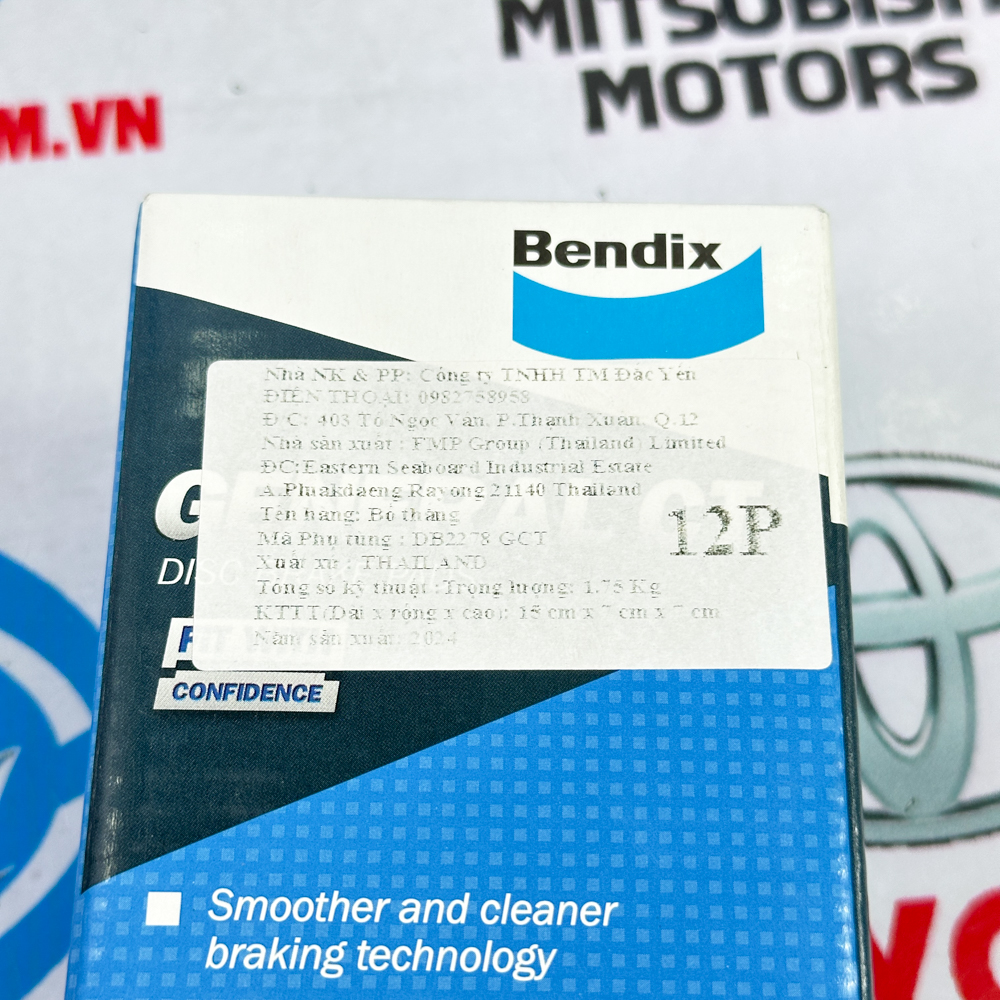 MITSUBISH
MOTORS
M.VN
Bendix
Nhà NK & PP: Công ty TNHH TM Đắc Yên
ĐIỆN THOẠI: 0982758958
Đ/C: 403 Tô Ngọc Vân, P.Thạnh Xuân, Q.12
Nhà sản xuất : FMP Group (Thailand) Limited
ĐC:Eastern Seaboard Industrial Estate
A.Pluakdaeng Rayong 21140 Thailand
Tên hàng: Bố thắng
Mã Phụ tùng : DB2278 GCT
12P
Xuất xứ : THAILAND
Tổng số kỹ thuật :Trọng lượng: 1.75 Kg
KTTT(Dài x rộng x cao): 15 cm x 7 cm x 7 cm
Năm sản xuất: 2024
CT
DISC
CONFIDENCE
Smoother and cleaner
braking technology